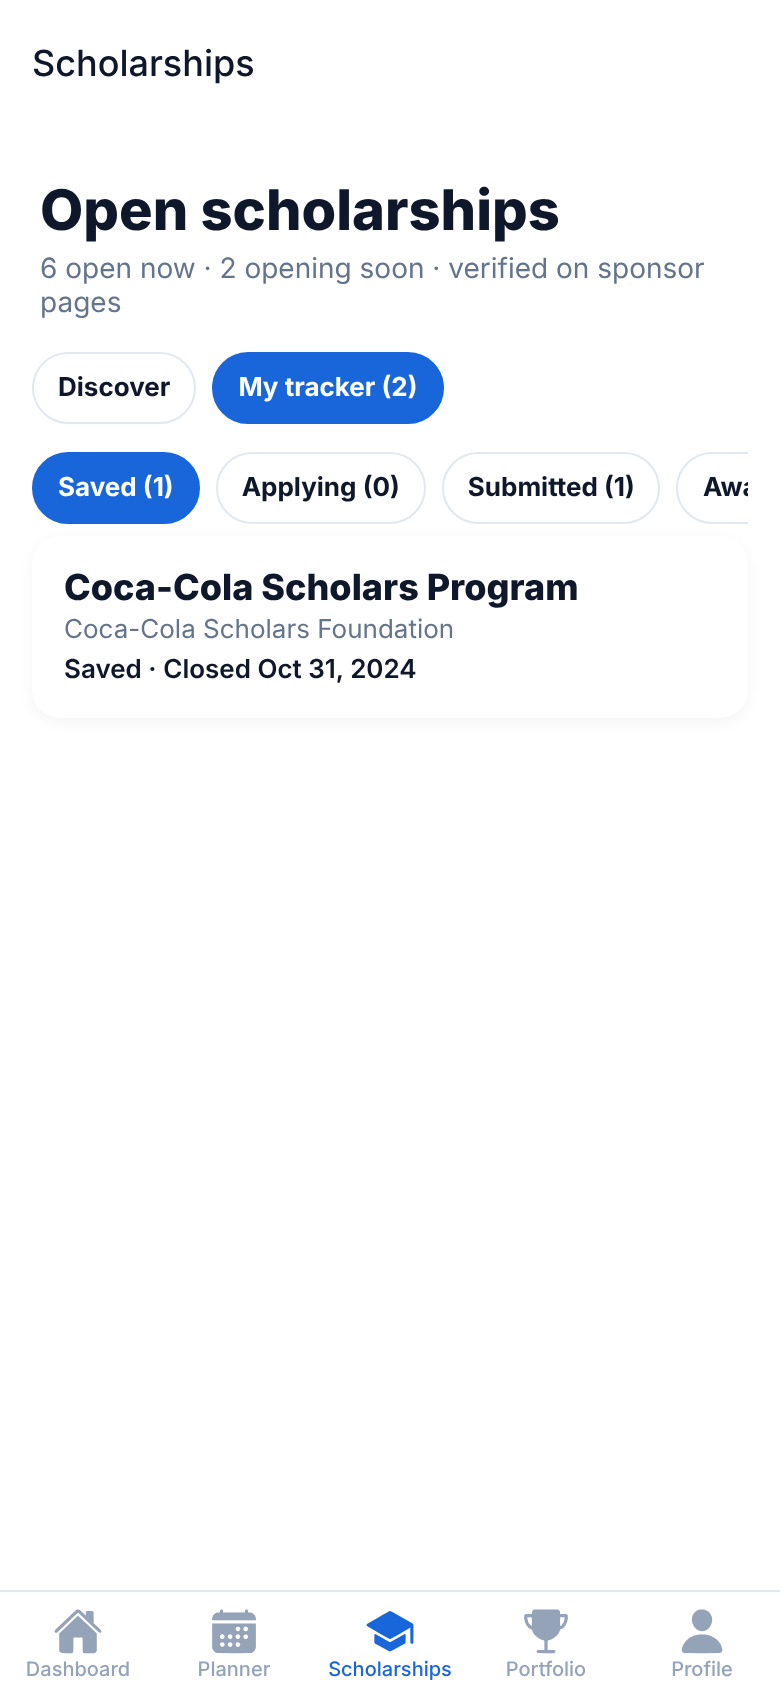 Scholarships
Open scholarships
6 open now · 2 opening soon · verified on sponsor
pages
Discover
My tracker (2)
Saved (1)
Applying (0)
Submitted (1)
Awa
Coca-Cola Scholars Program
Coca-Cola Scholars Foundation
Saved · Closed Oct 31, 2024
Dashboard
Planner
Scholarships
Portfolio
Profile